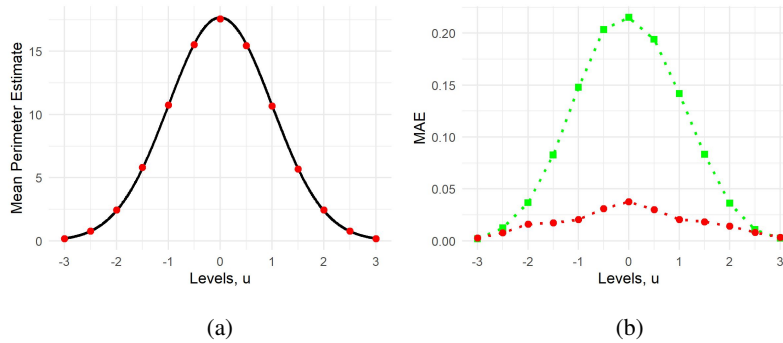 Mean Perimeter Estimate
15
10
5
0
-3 -2 -1 0 1 2 3
Levels, u
(a)
MAE
0.20
0.15
0.10
0.05
0.00
-3 -2 -1 0 1 2 3
Levels, u
(b)